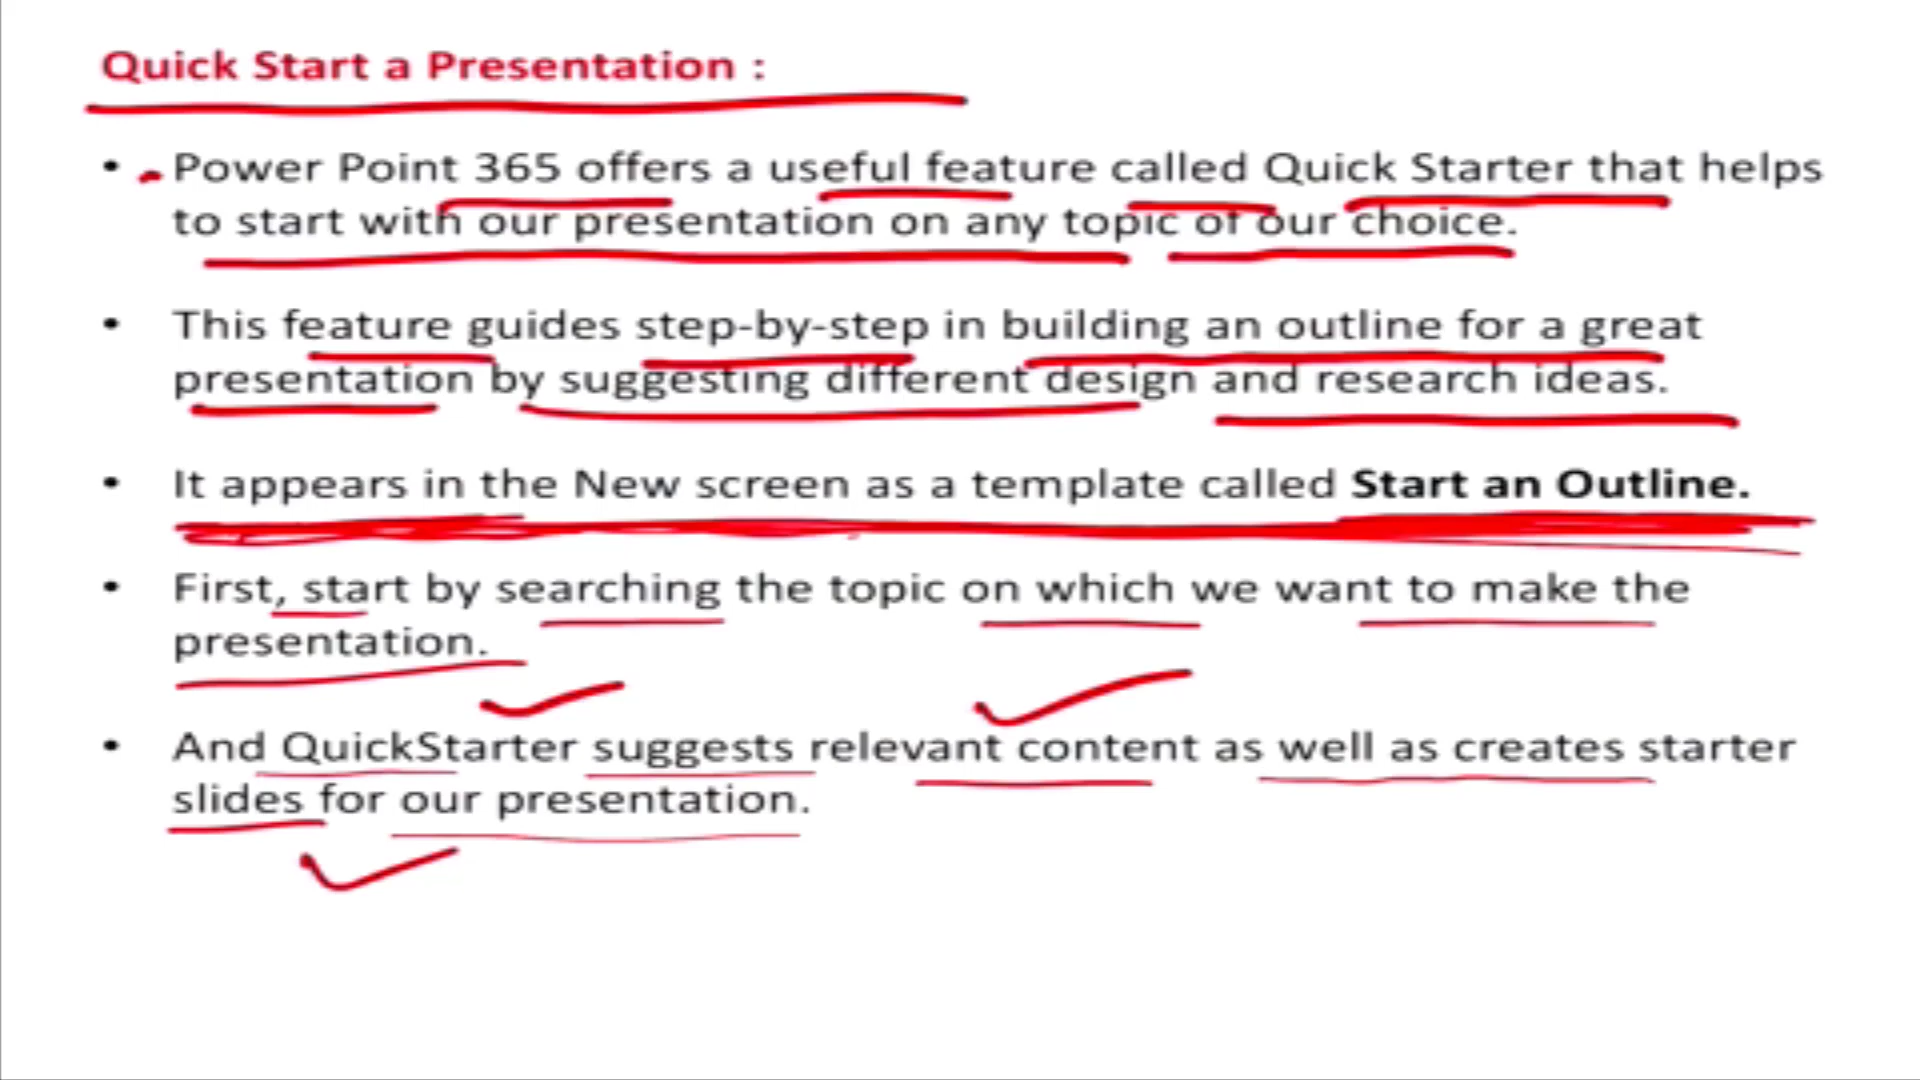 Quick Start a Presentation :
• Power Point 365 offers a useful feature called Quick Starter that helps
to start with our presentation on any topic of our choice.
• This feature guides step-by-step in building an outline for a great
presentation by suggesting different design and research ideas.
• It appears in the New screen as a template called Start an Outline.
• First, start by searching the topic on which we want to make the
presentation.
• And QuickStarter suggests relevant content as well as creates starter
slides for our presentation.